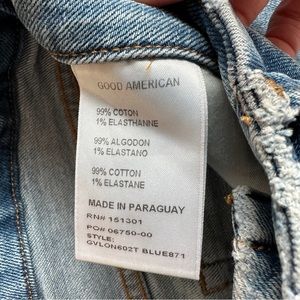 GOOD AMERICAN
99% COTON
1% ELASTHANNE
99% ALGODON
1% ELASTANO
99% COTTON
1% ELASTANE
MADE IN PARAGUAY
RN# 151301
PO# 06750-00
STYLE:
GVLON602T BLUE871